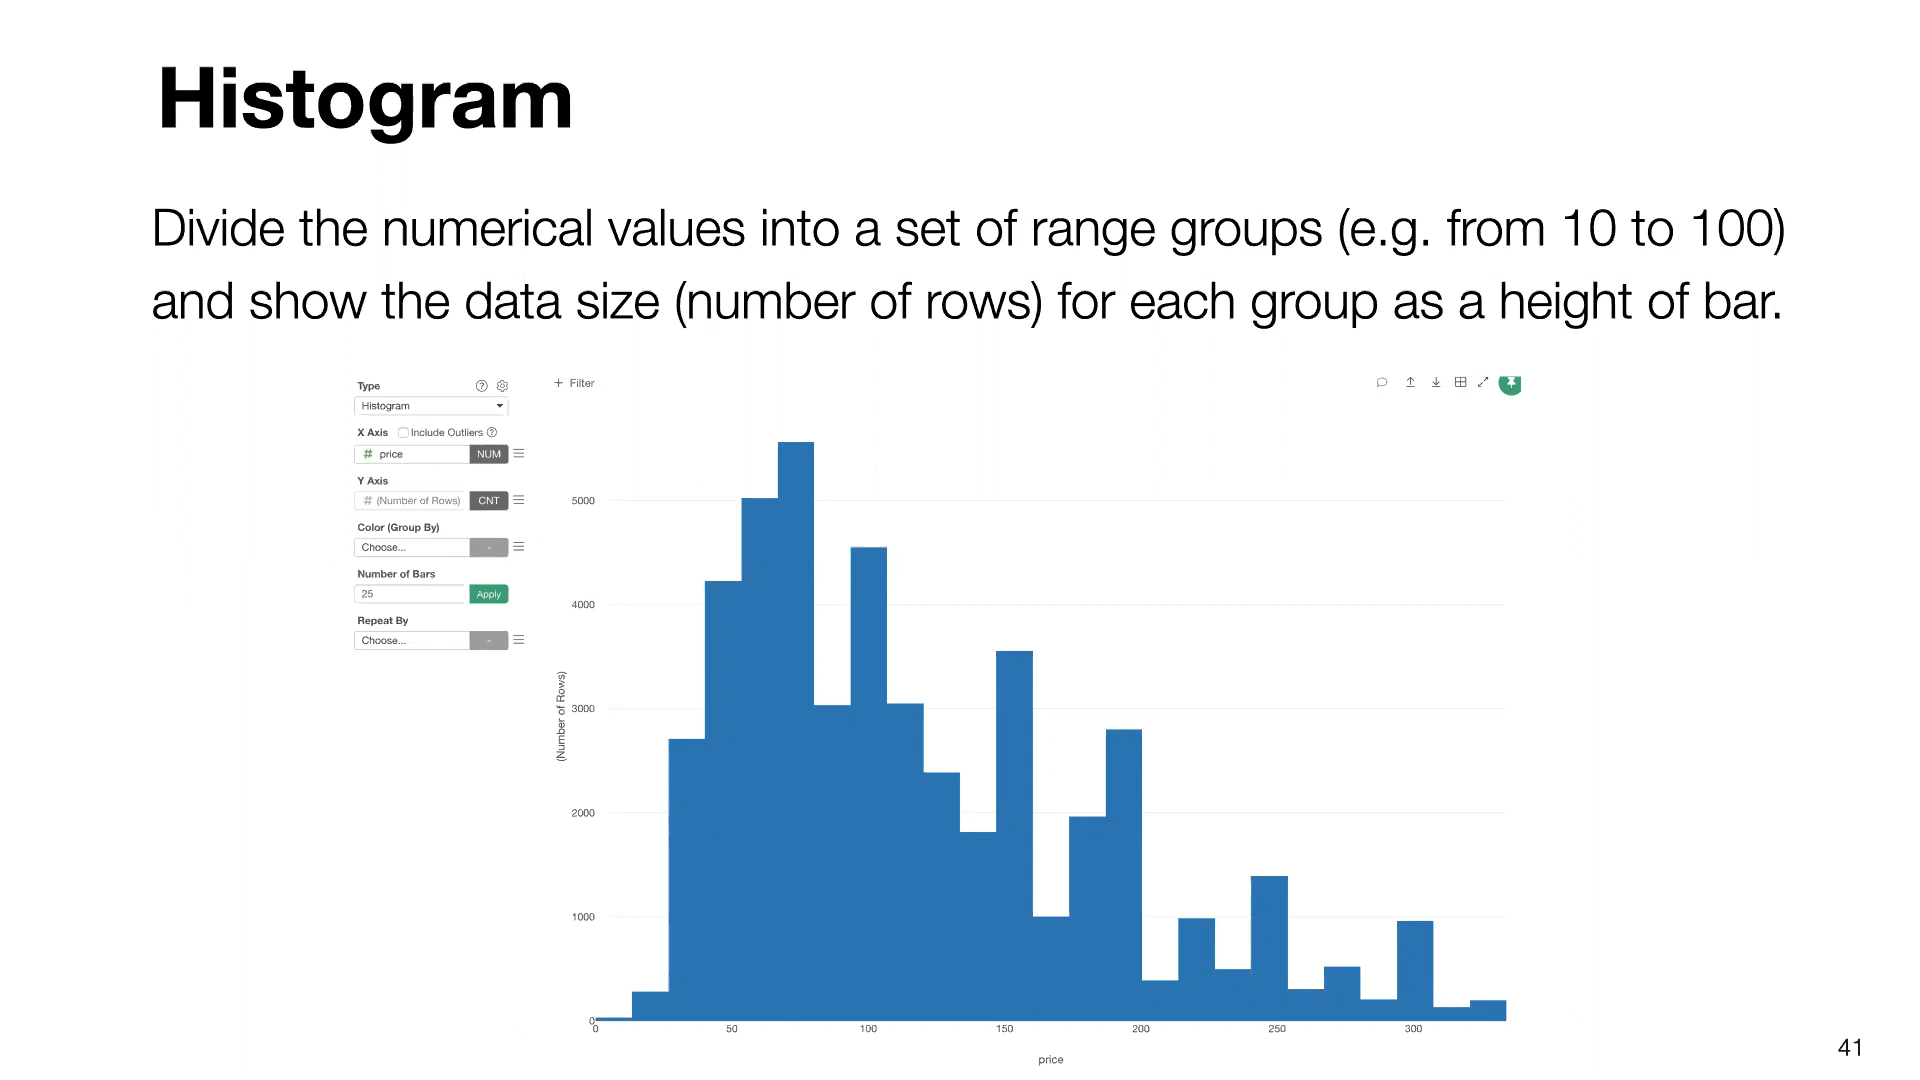 Histogram
Divide the numerical values into a set of range groups (e.g. from 10 to 100)
and show the data size (number of rows) for each group as a height of bar.
Type
Histogram
X Axis Include Outliers
# price NUM
Y Axis
# (Number of Rows) CNT
Color (Group By)
Choose... -
Number of Bars
25 Apply
Repeat By
Choose... -
+ Filter
(Number of Rows)
5000
4000
3000
2000
1000
0
0 50 100 150 200 250 300
price
41